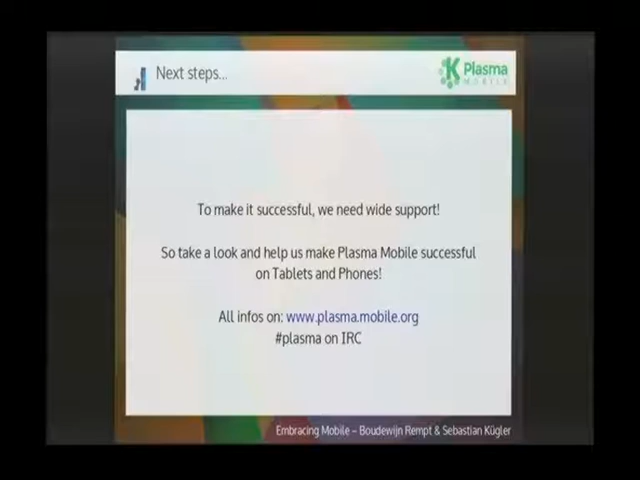 Next steps...
Plasma
MOBILE
To make it successful, we need wide support!
So take a look and help us make Plasma Mobile successful
on Tablets and Phones!
All infos on: www.plasma.mobile.org
#plasma on IRC
Embracing Mobile – Boudewijn Rempt & Sebastian Kügler